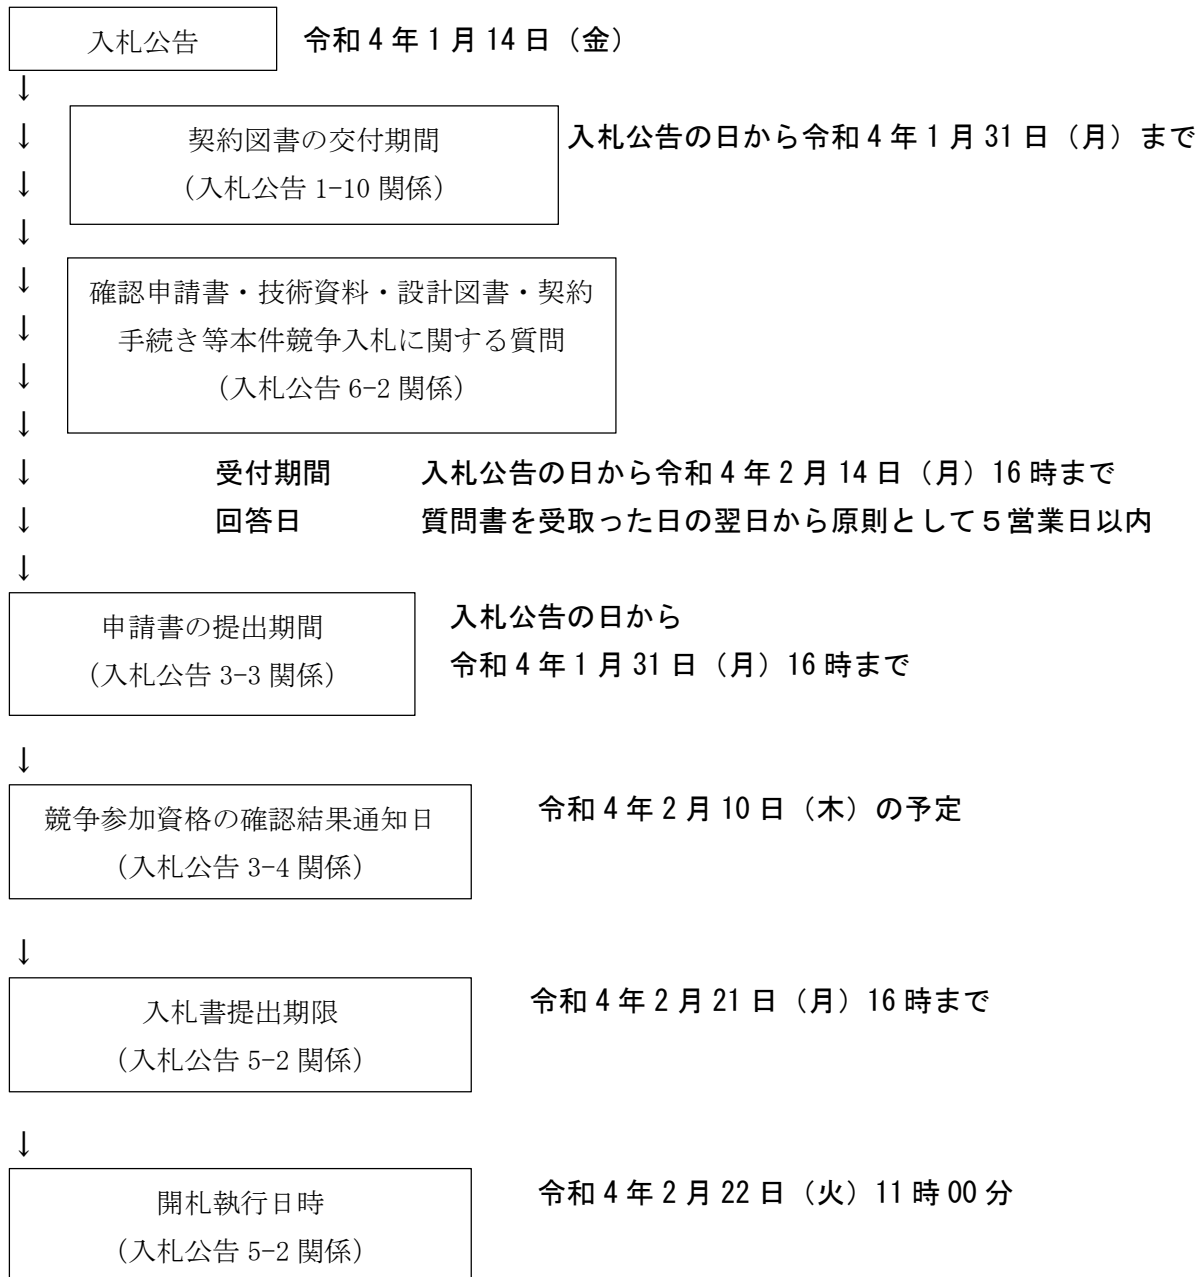 入札公告 令和4年1月14日（金）
↓
↓ 契約図書の交付期間 入札公告の日から令和4年1月31日（月）まで
↓ （入札公告1-10関係）
↓
↓ 確認申請書・技術資料・設計図書・契約
↓ 手続き等本件競争入札に関する質問
↓ （入札公告6-2関係）
↓
↓ 受付期間 入札公告の日から令和4年2月14日（月）16時まで
↓ 回答日 質問書を受取った日の翌日から原則として５営業日以内
↓
申請書の提出期間 入札公告の日から
（入札公告3-3関係） 令和4年1月31日（月）16時まで
↓
競争参加資格の確認結果通知日 令和4年2月10日（木）の予定
（入札公告3-4関係）
↓
入札書提出期限 令和4年2月21日（月）16時まで
（入札公告5-2関係）
↓
開札執行日時 令和4年2月22日（火）11時00分
（入札公告5-2関係）